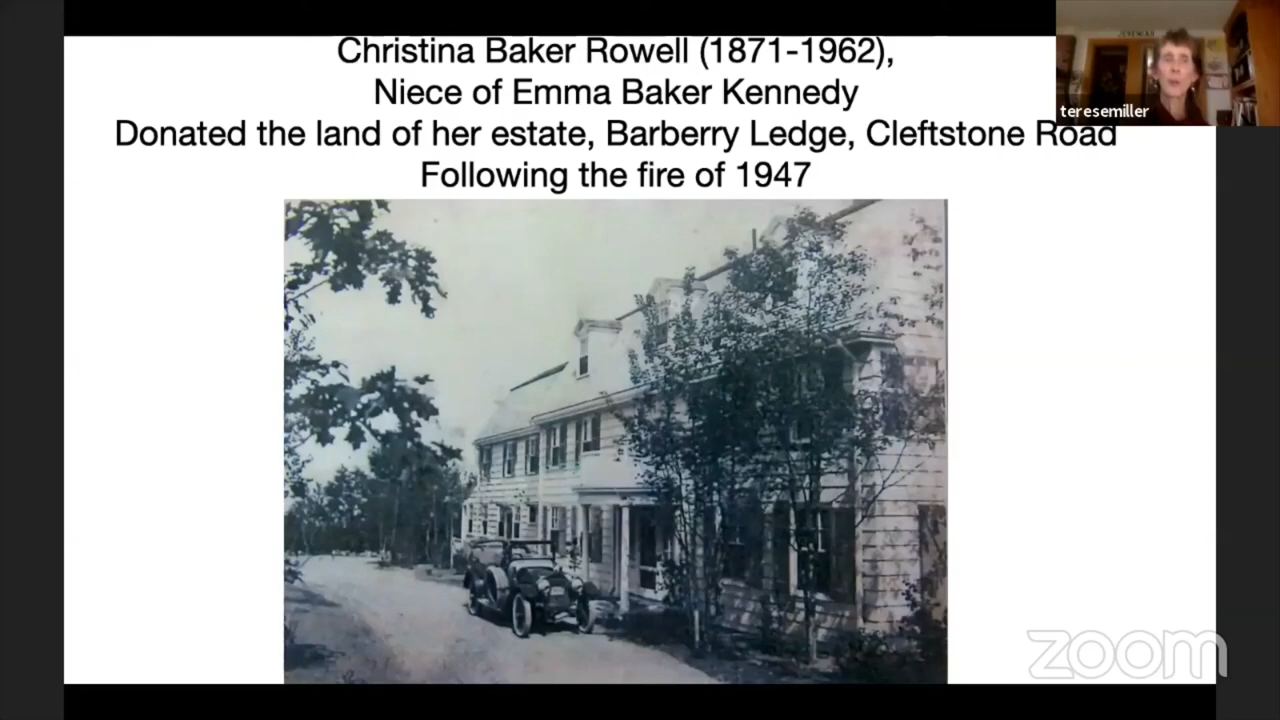 Christina Baker Rowell (1871-1962),
Niece of Emma Baker Kennedy
Donated the land of her estate, Barberry Ledge, Cleftstone Road
Following the fire of 1947
teresemiller
zoom